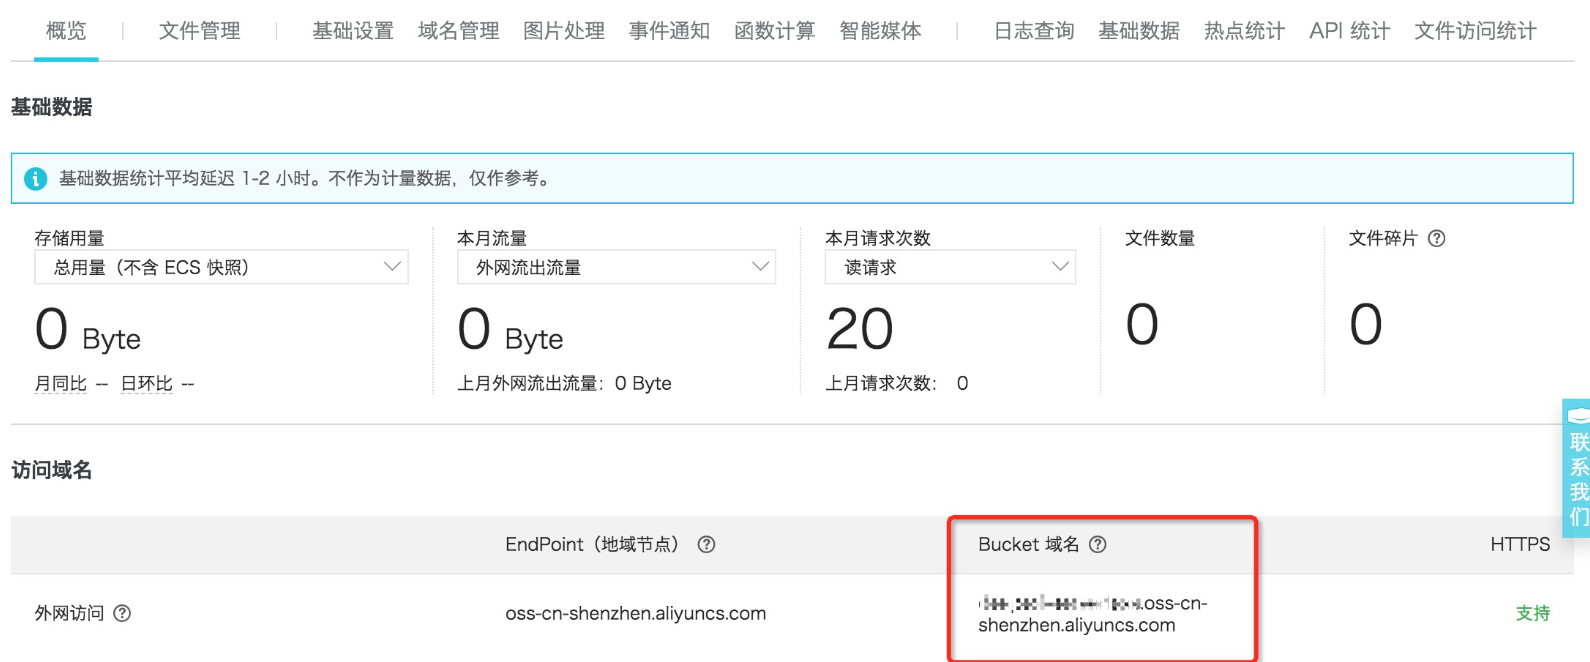 概览 文件管理 基础设置 域名管理 图片处理 事件通知 函数计算 智能媒体 日志查询 基础数据 热点统计 API 统计 文件访问统计
基础数据
基础数据统计平均延迟 1-2 小时。不作为计量数据，仅作参考。
存储用量 本月流量 本月请求次数 文件数量 文件碎片
总用量（不含 ECS 快照） 外网流出流量 读请求
0 Byte 0 Byte 20 0 0
月同比 -- 日环比 -- 上月外网流出流量：0 Byte 上月请求次数： 0
联系我们
访问域名
EndPoint（地域节点） Bucket 域名 HTTPS
外网访问 oss-cn-shenzhen.aliyuncs.com .oss-cn-
shenzhen.aliyuncs.com 支持